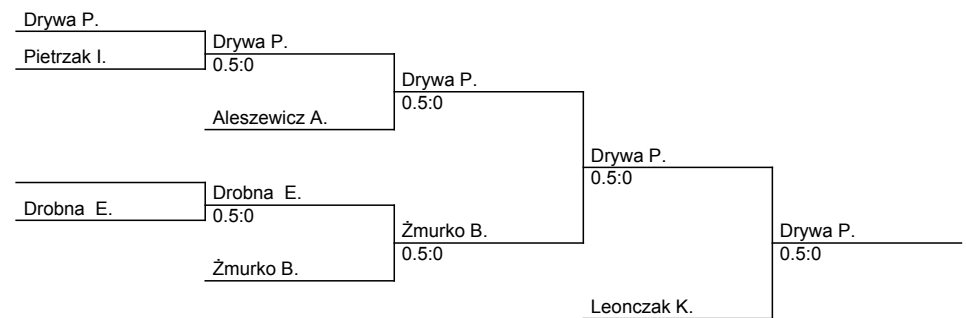 Drywa P.
Drywa P.
Pietrzak I.
0.5:0
Drywa P.
0.5:0
Aleszewicz A.
Drywa P.
0.5:0
Drobna E.
Drobna E.
0.5:0
Żmurko B.
0.5:0
Drywa P.
0.5:0
Żmurko B.
Leonczak K.